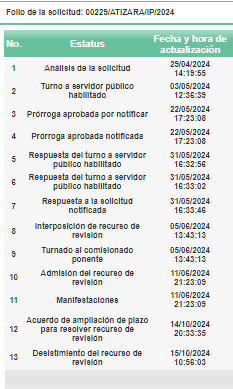 Folio de la solicitud: 00229/ATIZARA/IP/2024
No. Estatus Fecha y hora de actualización
1 Análisis de la solicitud 29/04/2024 14:19:55
2 Turno a servidor público habilitado 03/05/2024 12:36:39
3 Prórroga aprobada por notificar 22/05/2024 17:23:08
4 Prórroga aprobada notificada 22/05/2024 17:23:08
5 Respuesta del turno a servidor público habilitado 31/05/2024 16:32:56
6 Respuesta del turno a servidor público habilitado 31/05/2024 16:33:02
7 Respuesta a la solicitud notificada 31/05/2024 16:33:46
8 Interposición de recurso de revisión 05/06/2024 13:43:13
9 Turnado al comisionado ponente 05/06/2024 13:43:13
10 Admisión del recurso de revisión 11/06/2024 21:23:09
11 Manifestaciones 11/06/2024 21:23:09
12 Acuerdo de ampliación de plazo para resolver recurso de revisión 14/10/2024 20:33:35
13 Desistimiento del recurso de revisión 15/10/2024 10:56:03